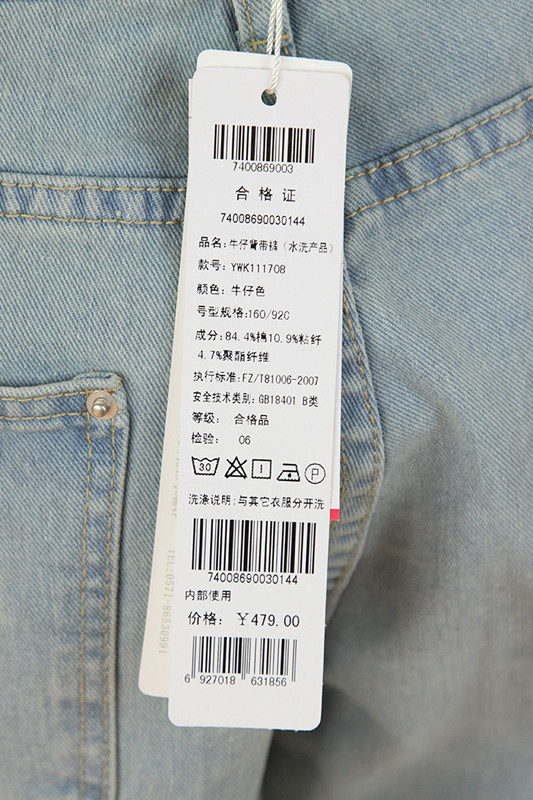 7400869003
合格证
74008690030144
品名:牛仔背带裤(水洗产品)
款号:YWK111708
颜色:牛仔色
号型规格:160/92C
成分:84.4%棉10.9%粘纤
4.7%聚酯纤维
执行标准:FZ/T81006-2007
安全技术类别:GB18401 B类
等级: 合格品
检验: 06
30 P
洗涤说明:与其它衣服分开洗
74008690030144
内部使用
价格: ¥479.00
6 927018 631856
TEL:0571-86530991